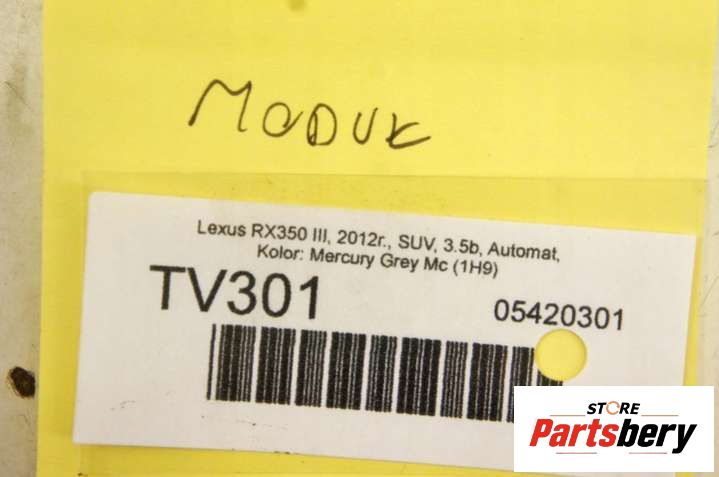 MODUŁ
Lexus RX350 III, 2012r., SUV, 3.5b, Automat,
Kolor: Mercury Grey Mc (1H9)
TV301
05420301
STORE
Partsbery